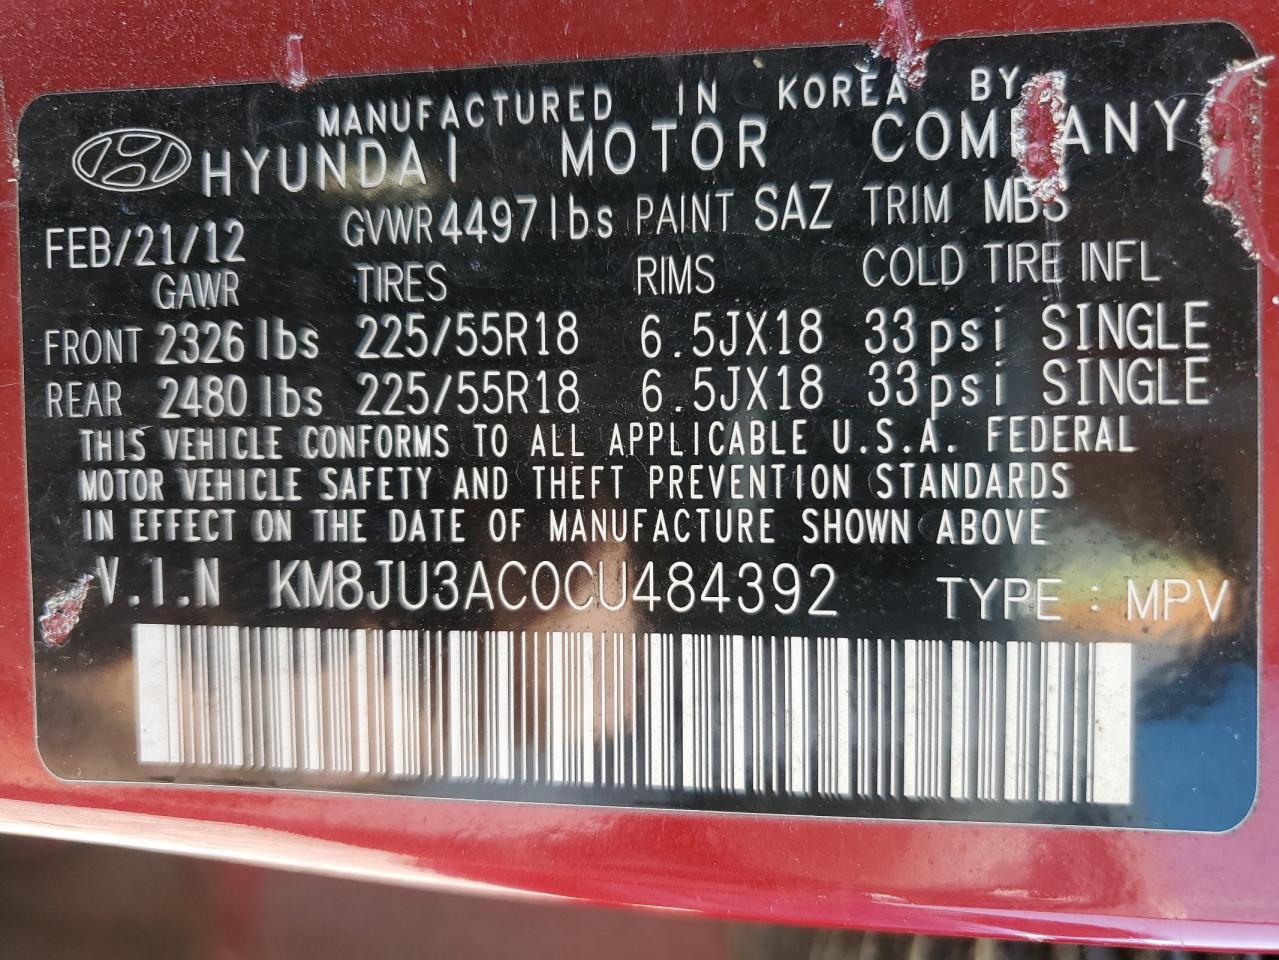 MANUFACTURED IN KOREA BY
HYUNDAI MOTOR COMPANY
FEB/21/12 GVWR 4497lbs PAINT SAZ TRIM MBS
GAWR TIRES RIMS COLD TIRE INFL
FRONT 2326lbs 225/55R18 6.5JX18 33psi SINGLE
REAR 2480lbs 225/55R18 6.5JX18 33psi SINGLE
THIS VEHICLE CONFORMS TO ALL APPLICABLE U.S.A. FEDERAL
MOTOR VEHICLE SAFETY AND THEFT PREVENTION STANDARDS
IN EFFECT ON THE DATE OF MANUFACTURE SHOWN ABOVE
V.I.N KM8JU3AC0CU484392 TYPE : MPV